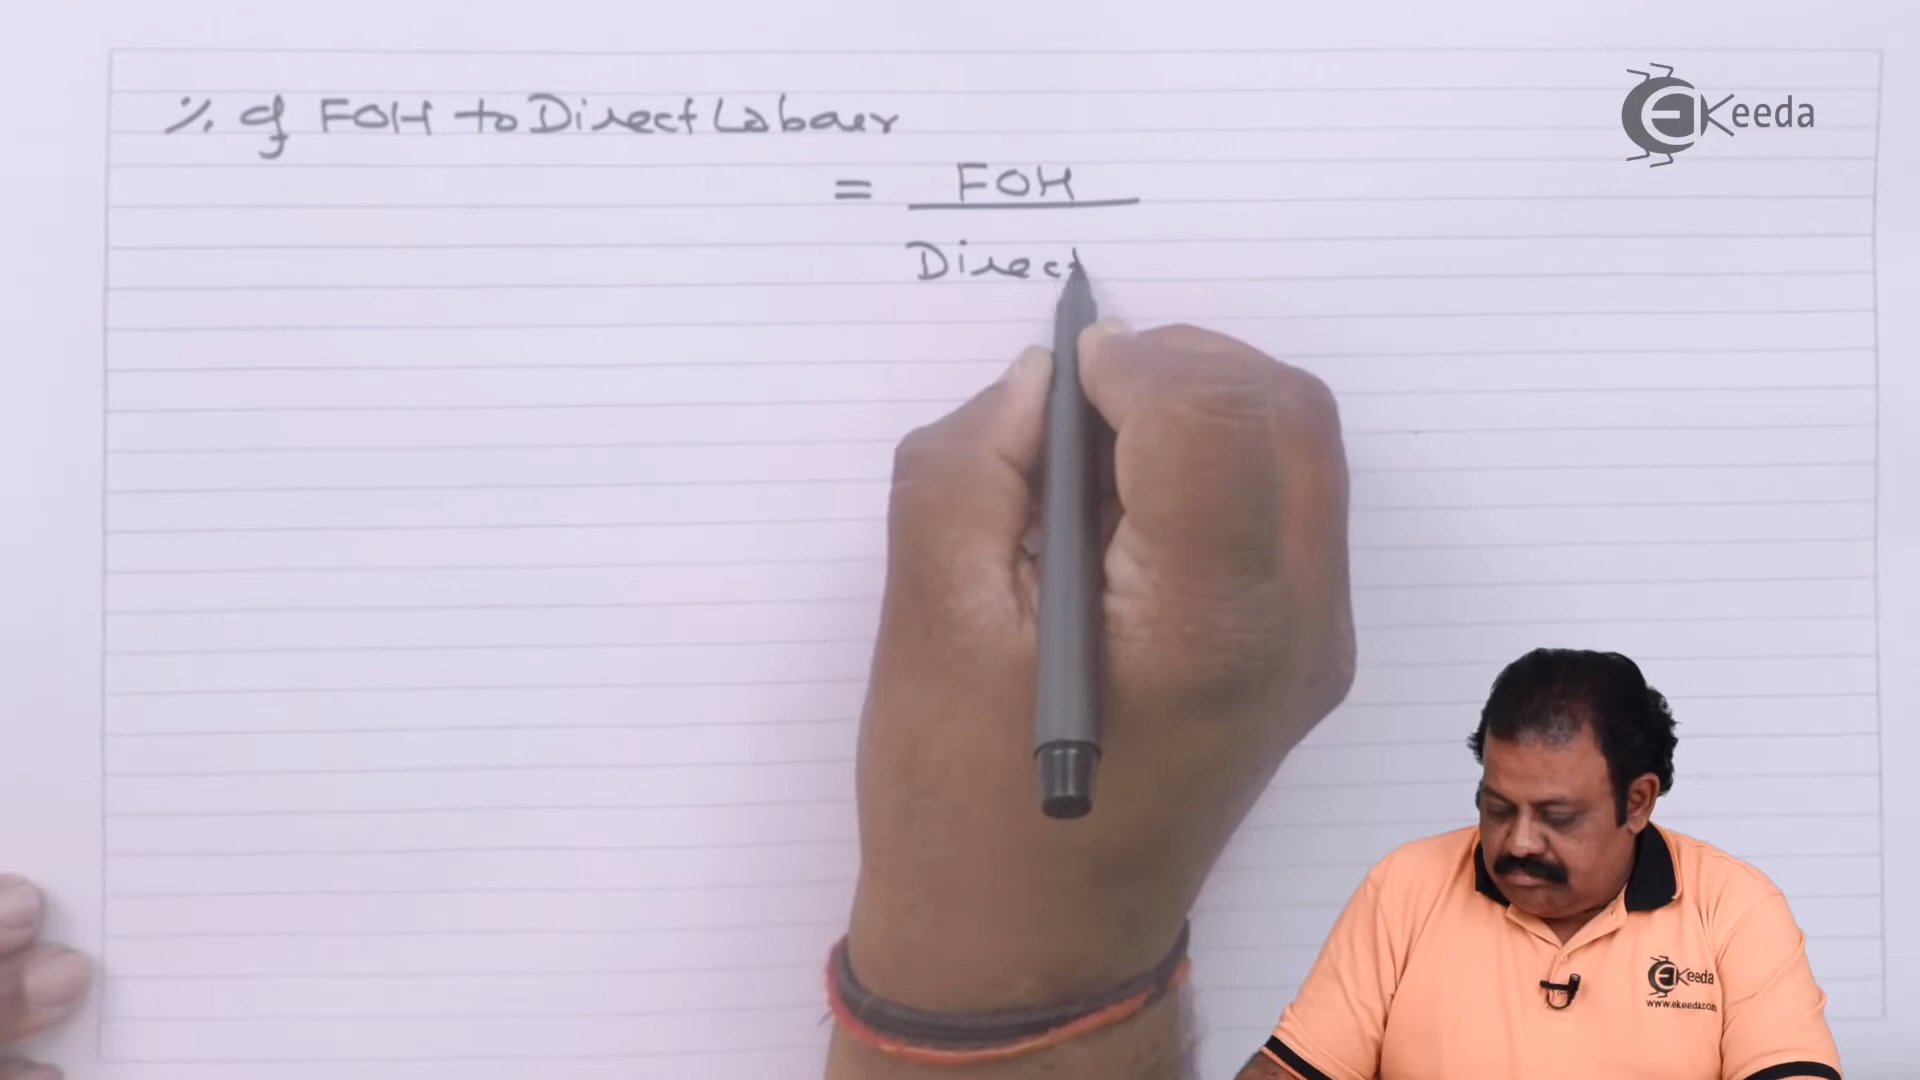 % of FOH to Direct Labour
= FOH
Direct
EKeeda
EKeeda
www.ekeeda.com